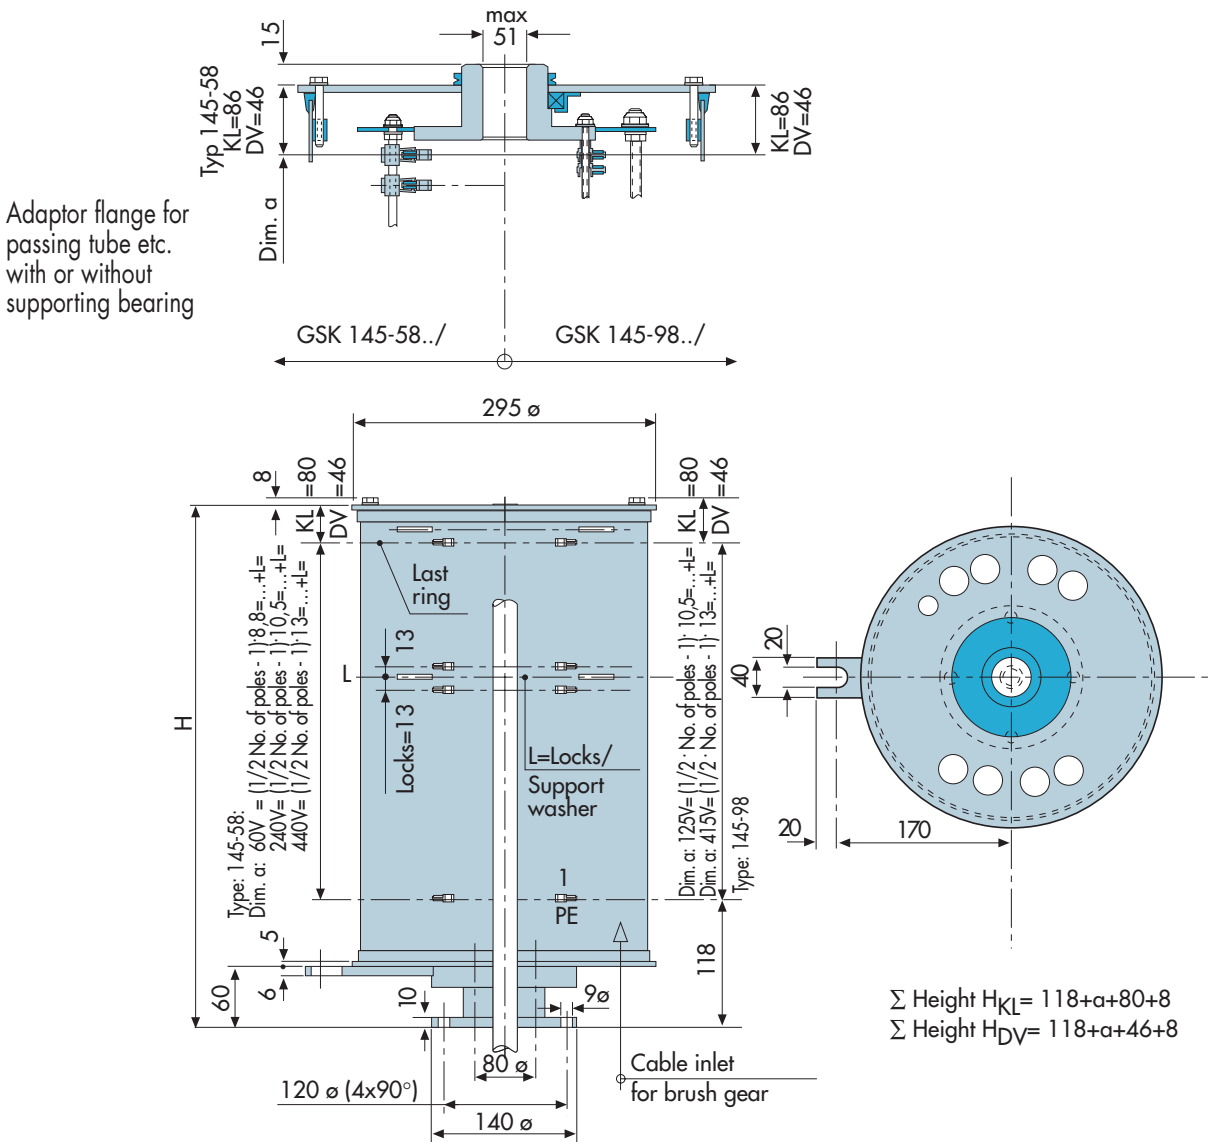 max
51
15
Typ 145-58
KL=86
DV=46
KL=86
DV=46
Dim. a
Adaptor flange for
passing tube etc.
with or without
supporting bearing
GSK 145-58../
GSK 145-98../
295 ø
8
KL =80
DV =46
KL =80
DV =46
Last
ring
13
L
Locks=13
H
L=Locks/
Support
washer
Type: 145-58:
Dim. a: 60V = (1/2 No. of poles - 1)·8,8=...+L=
240V= (1/2 No. of poles - 1)·10,5=...+L=
440V= (1/2 No. of poles - 1)·13=...+L=
Dim. a: 125V= (1/2 · No. of poles - 1)· 10,5=...+L=
Dim. a: 415V= (1/2 · No. of poles - 1)· 13=...+L=
Type: 145-98
1
PE
118
5
6
60
10
9ø
80 ø
120 ø (4x90°)
140 ø
Cable inlet
for brush gear
20
40
20
170
Σ Height HKL= 118+a+80+8
Σ Height HDV= 118+a+46+8